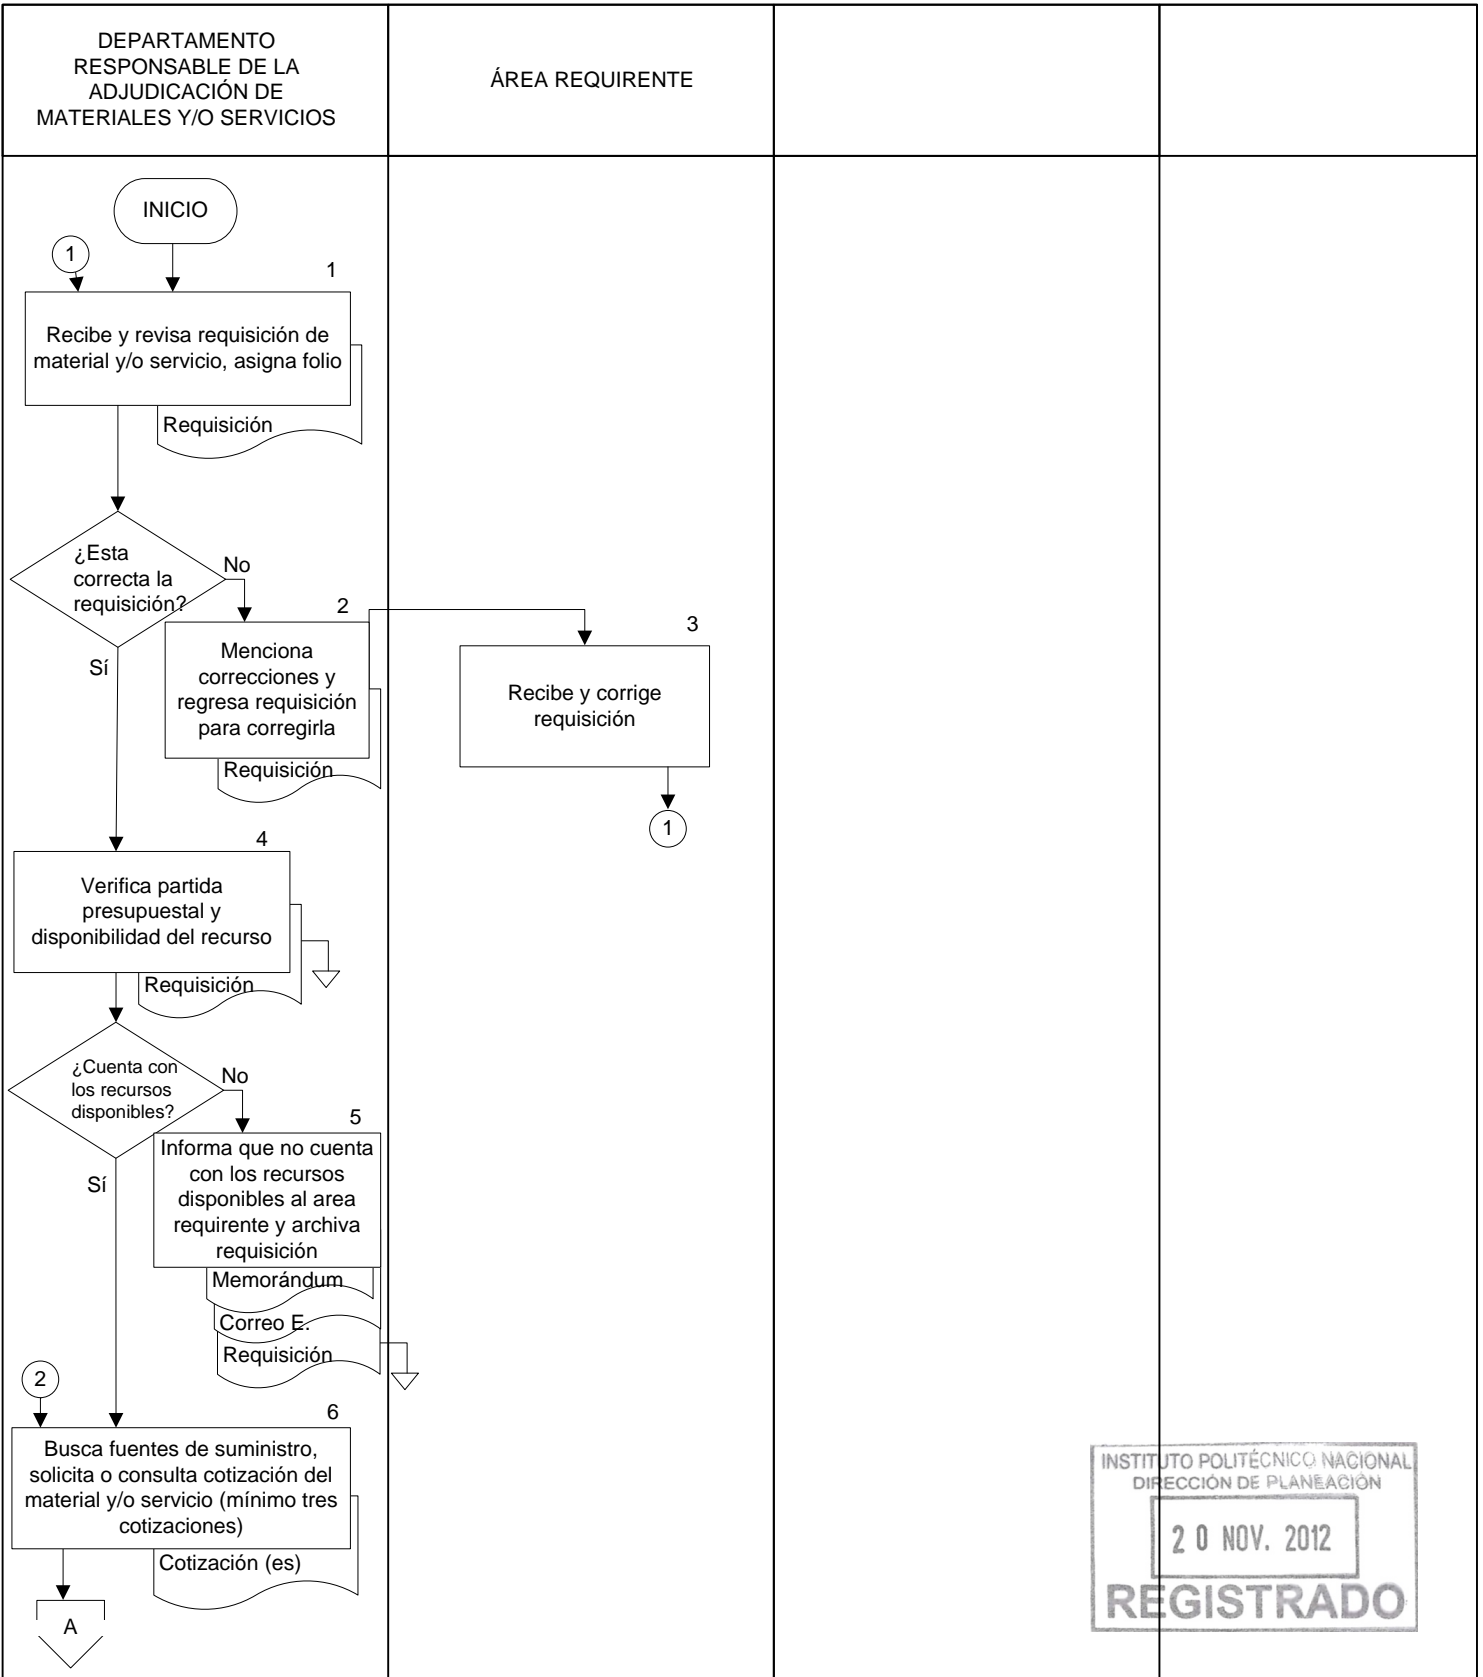 DEPARTAMENTO
RESPONSABLE DE LA
ADJUDICACIÓN DE
MATERIALES Y/O SERVICIOS
ÁREA REQUIRENTE
INICIO
1
1
Recibe y revisa requisición de
material y/o servicio, asigna folio
Requisición
¿Esta
correcta la
requisición?
No
Sí
2
Menciona
correcciones y
regresa requisición
para corregirla
Requisición
3
Recibe y corrige
requisición
1
4
Verifica partida
presupuestal y
disponibilidad del recurso
Requisición
¿Cuenta con
los recursos
disponibles?
No
Sí
5
Informa que no cuenta
con los recursos
disponibles al area
requirente y archiva
requisición
Memorándum
Correo E.
Requisición
2
6
Busca fuentes de suministro,
solicita o consulta cotización del
material y/o servicio (mínimo tres
cotizaciones)
Cotización (es)
A
INSTITUTO POLITÉCNICO NACIONAL
DIRECCIÓN DE PLANEACIÓN
20 NOV. 2012
REGISTRADO